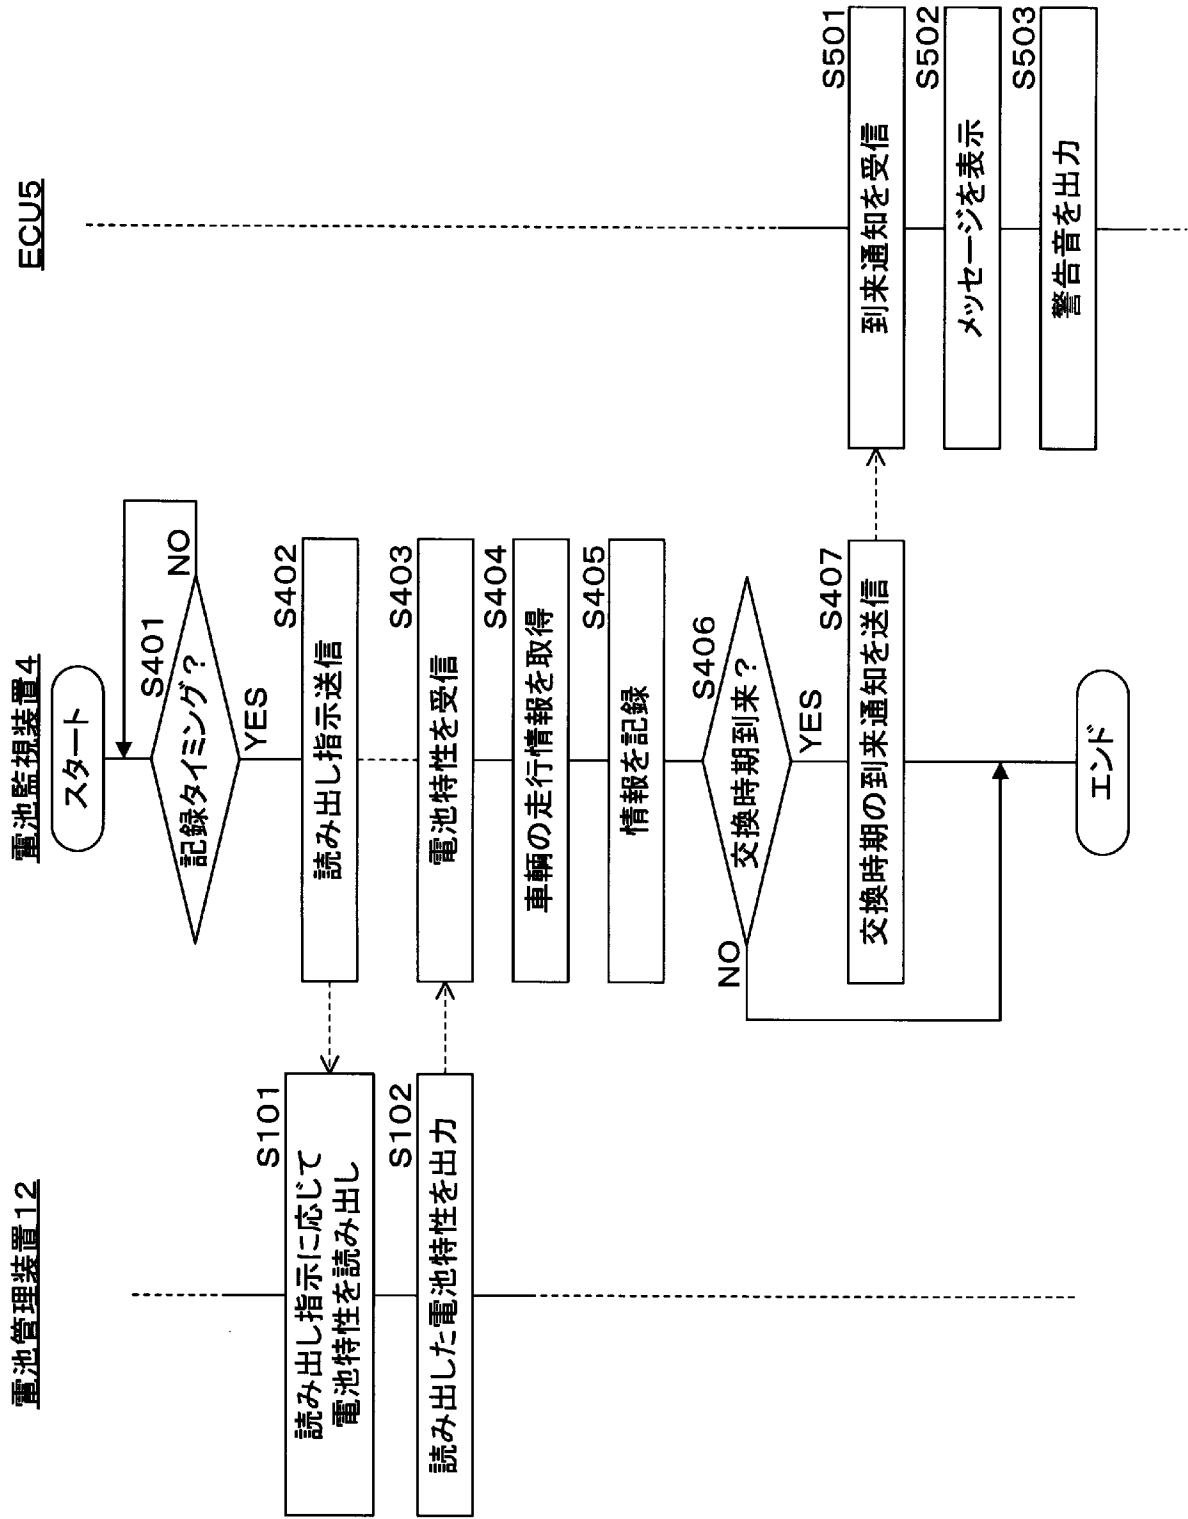 電池管理装置12
電池監視装置4
ECU5
スタート
S401
記録タイミング?
NO
YES
S402
読み出し指示送信
S101
読み出し指示に応じて
電池特性を読み出し
S102
読み出した電池特性を出力
S403
電池特性を受信
S404
車輌の走行情報を取得
S405
情報を記録
S406
交換時期到来?
NO
YES
S407
交換時期の到来通知を送信
S501
到来通知を受信
S502
メッセージを表示
S503
警告音を出力
エンド